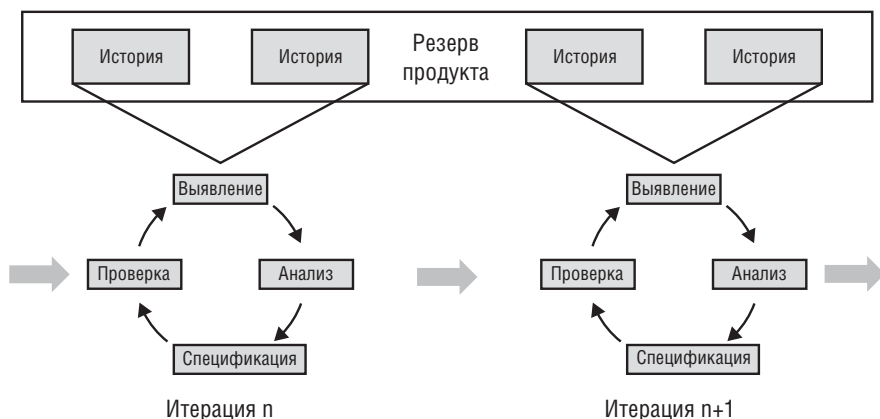 История
История
Резерв
продукта
История
История
Выявление
Проверка
Анализ
Спецификация
Итерация n
Выявление
Проверка
Анализ
Спецификация
Итерация n+1